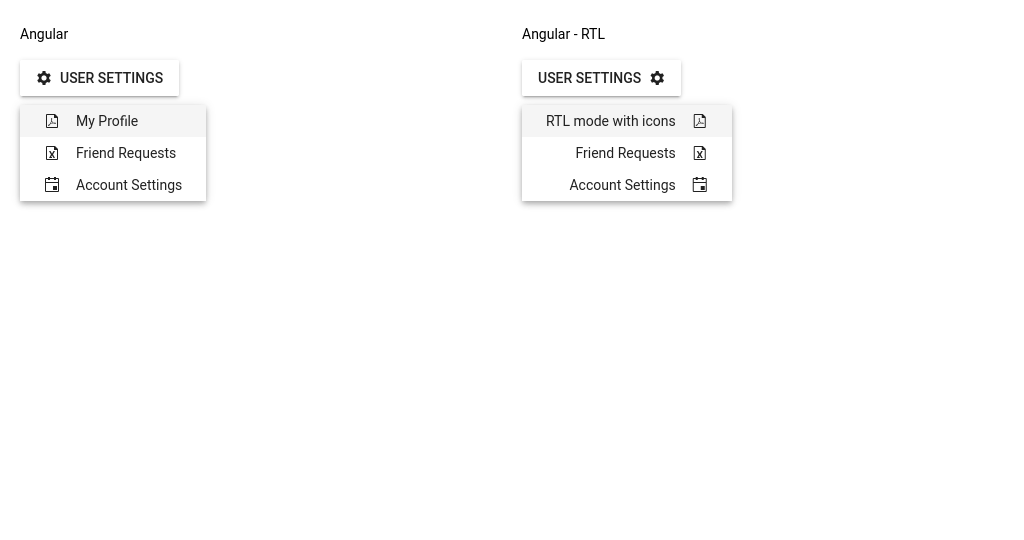 Angular
USER SETTINGS
My Profile
Friend Requests
Account Settings
Angular - RTL
USER SETTINGS
RTL mode with icons
Friend Requests
Account Settings